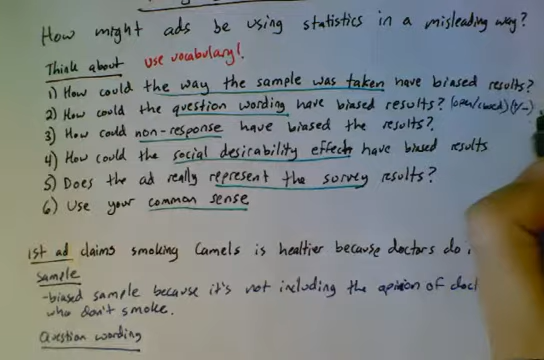 How might ads be using statistics in a misleading way?
Think about use vocabulary!
1) How could the way the sample was taken have biased results?
2) How could the question wording have biased results? (open/closed) (+/-)
3) How could non-response have biased the results?
4) How could the social desirability effect have biased results
5) Does the ad really represent the survey results?
6) Use your common sense
1st ad claims smoking Camels is healtier because doctors do
Sample
-biased sample because it's not including the opinion of
who don't smoke.
Question wording